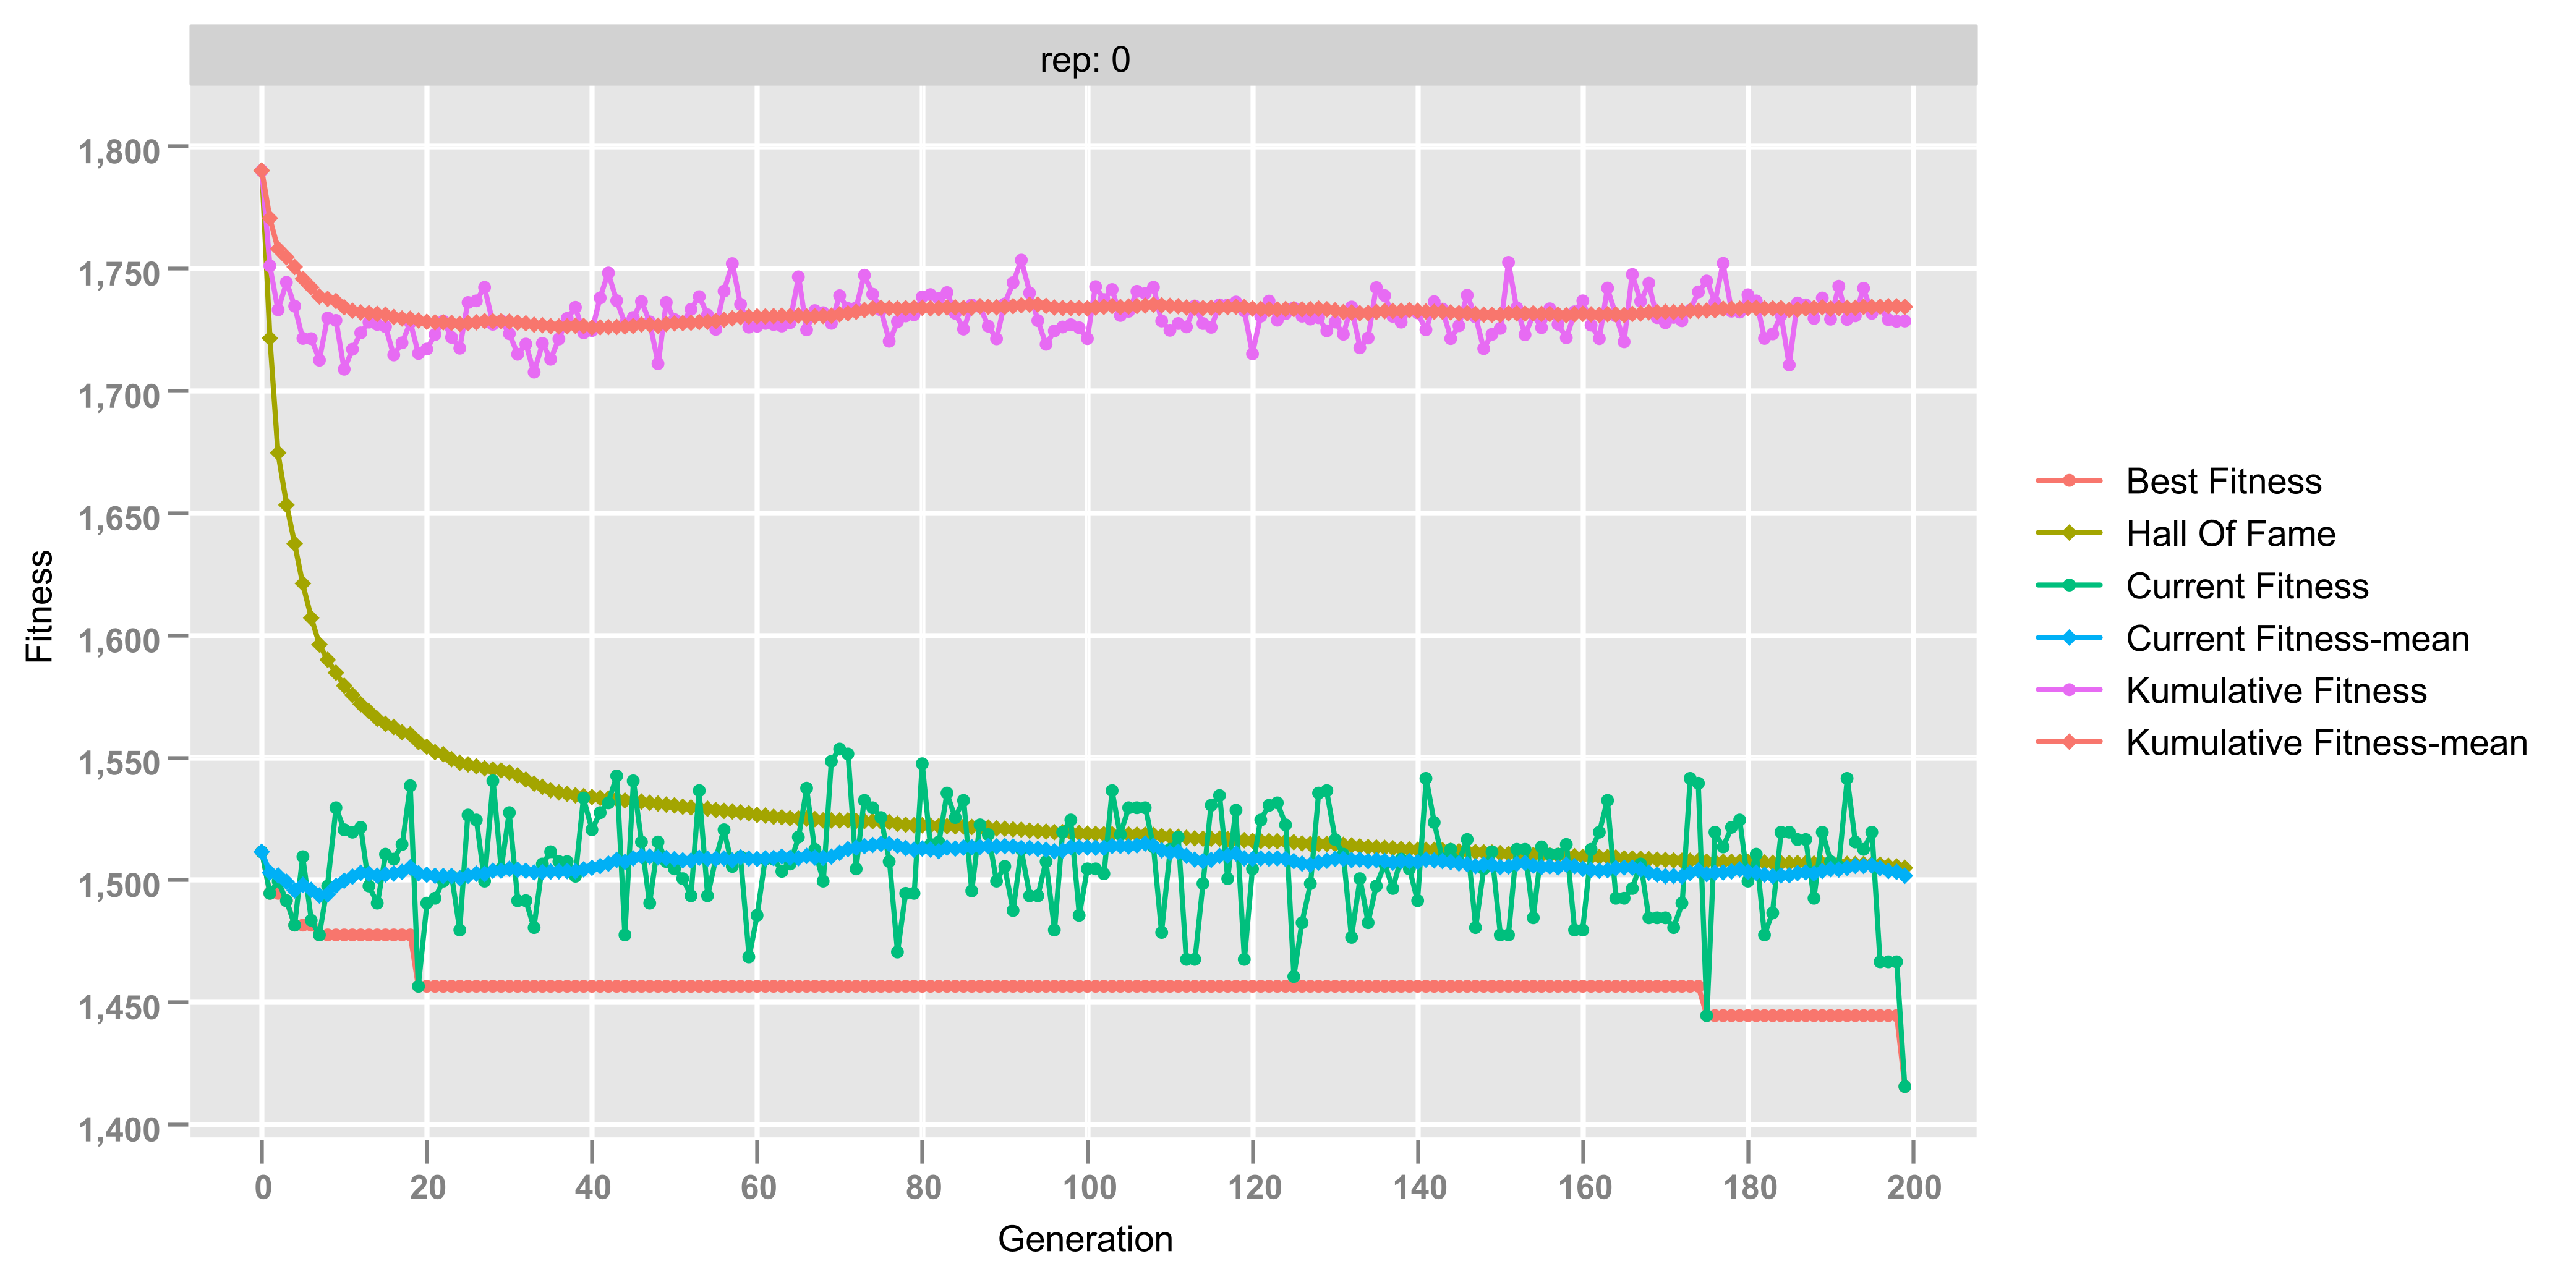 rep: 0
1,800
1,750
1,700
1,650
1,600
1,550
1,500
1,450
1,400
Fitness
0 20 40 60 80 100 120 140 160 180 200
Generation
Best Fitness
Hall Of Fame
Current Fitness
Current Fitness-mean
Kumulative Fitness
Kumulative Fitness-mean